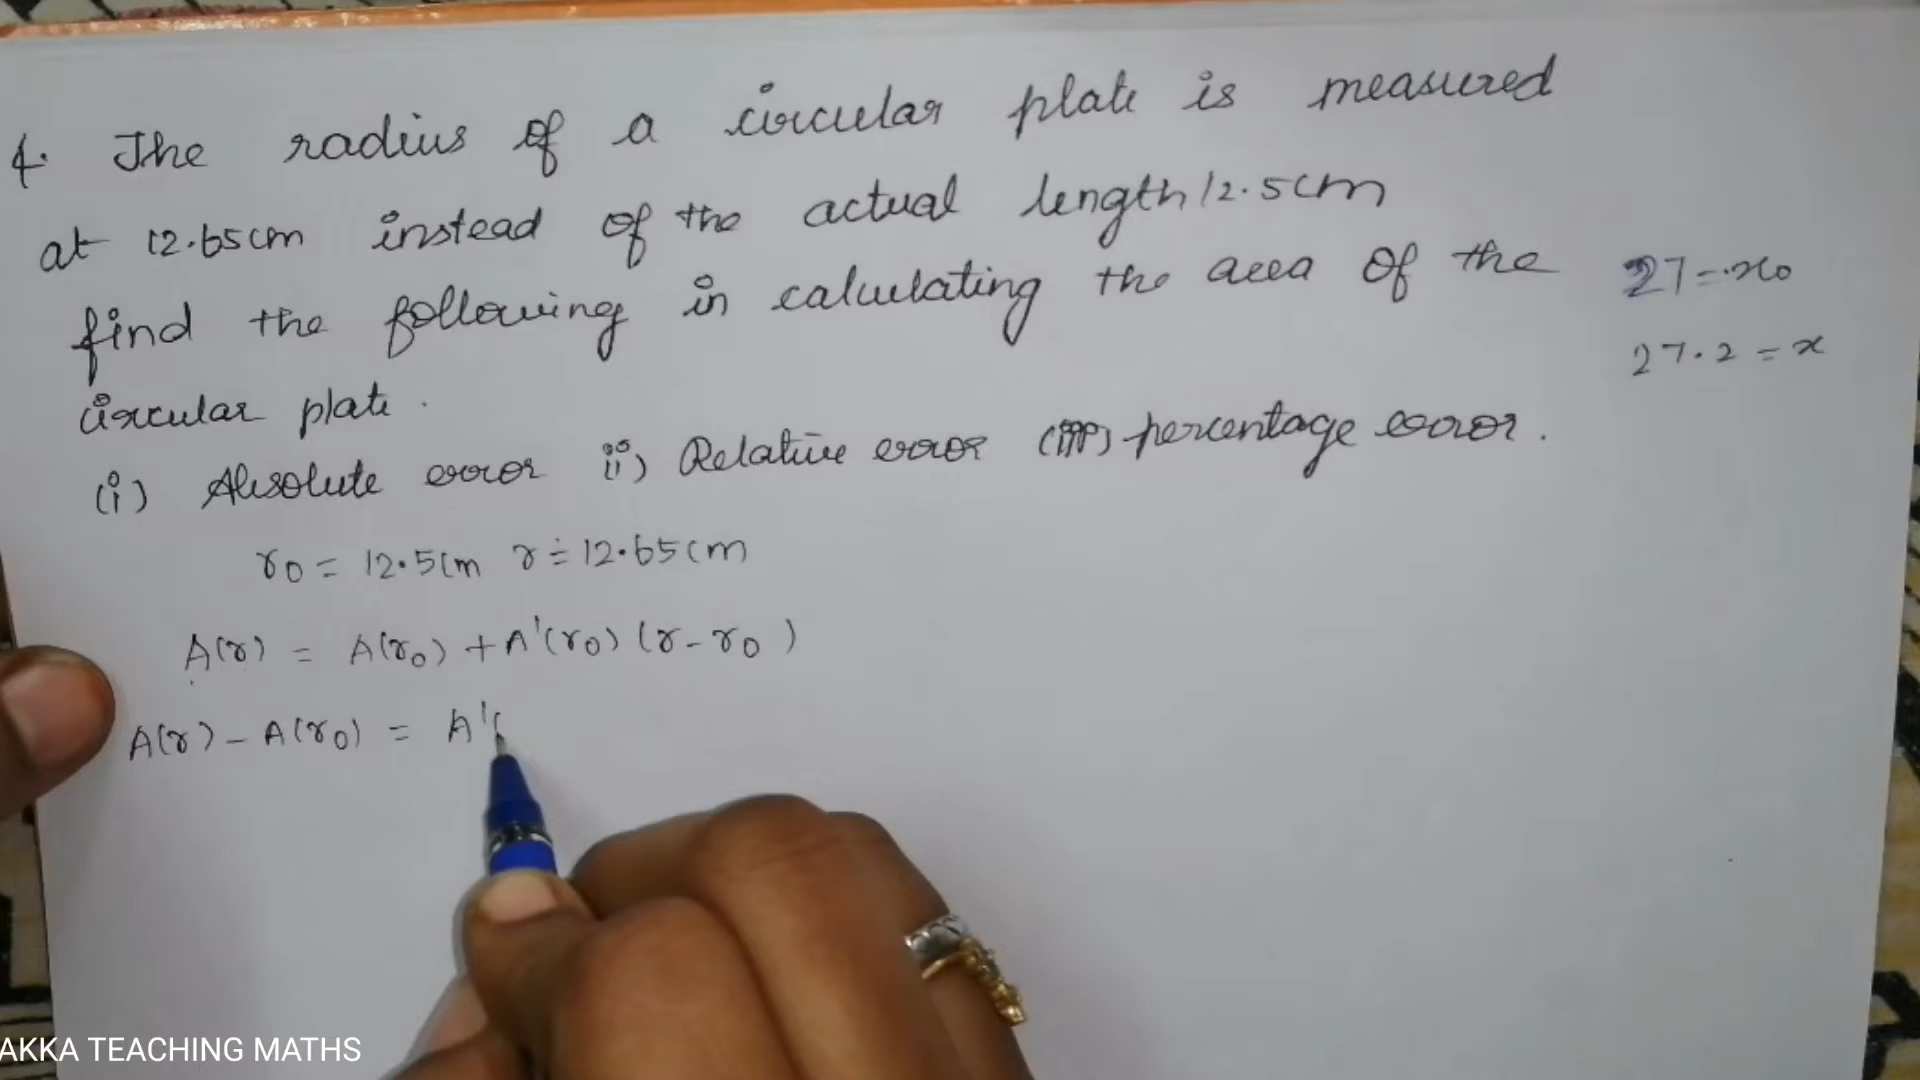 4. The radius of a circular plate is measured
at 12.65cm instead of the actual length 12.5cm
find the following in calculating the area of the
circular plate.
(i) Absolute error ii) Relative error (iii) percentage error.
r0 = 12.5cm r = 12.65cm
A(r) = A(r0) + A'(r0) (r - r0)
A(r) - A(r0) = A'(
27 = x0
27.2 = x
AKKA TEACHING MATHS